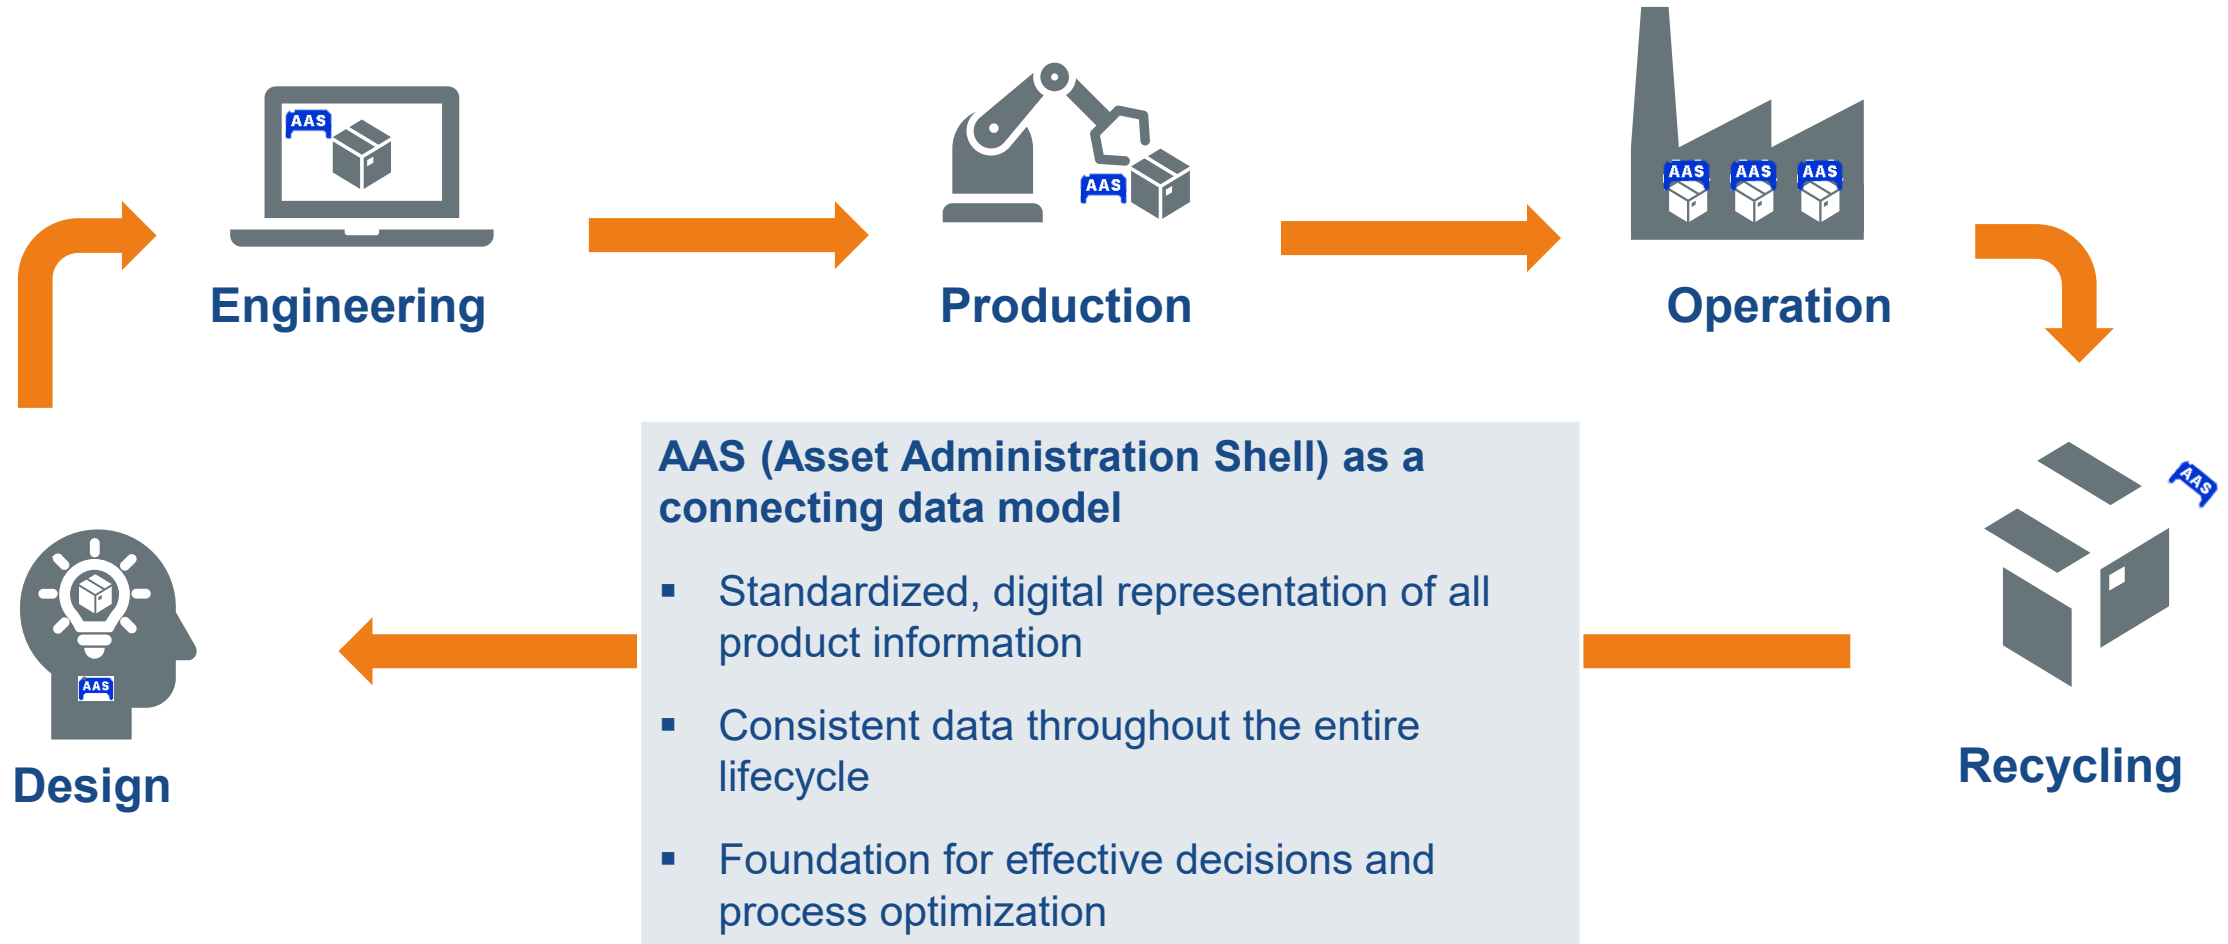 AAS
AAS
AAS AAS AAS
Engineering
Production
Operation
AAS (Asset Administration Shell) as a
connecting data model
▪ Standardized, digital representation of all
product information
▪ Consistent data throughout the entire
lifecycle
▪ Foundation for effective decisions and
process optimization
AAS
Recycling
AAS
Design